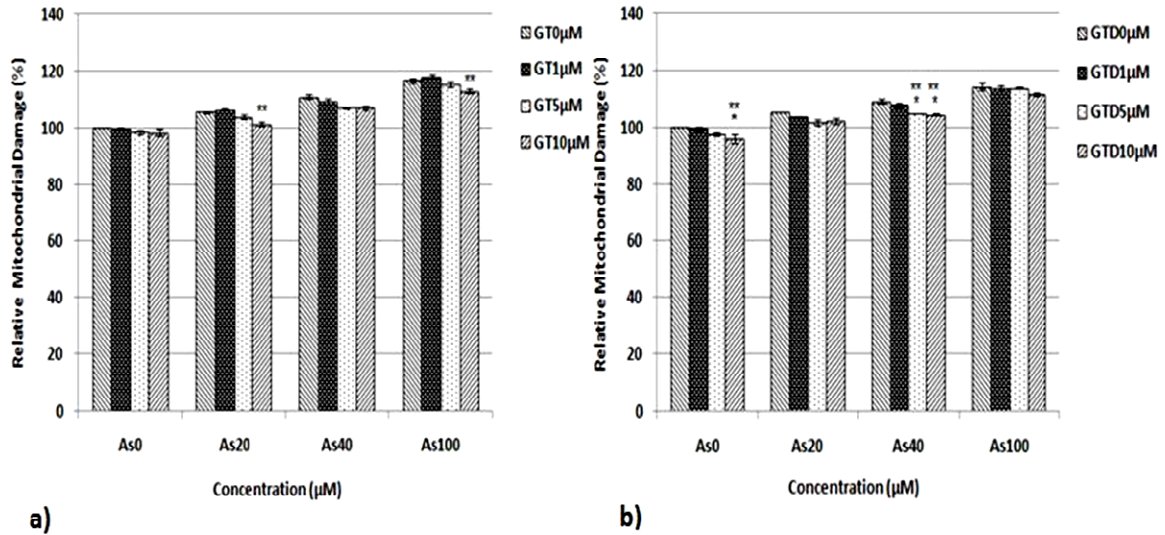 Relative Mitochondrial Damage (%)
140
120
100
80
60
40
20
0
**
**
As0
As20
As40
As100
Concentration (µM)
GT0µM
GT1µM
GT5µM
GT10µM
a)
Relative Mitochondrial Damage (%)
140
120
100
80
60
40
20
0
**
*
** **
* *
As0
As20
As40
As100
Concentration (µM)
GTD0µM
GTD1µM
GTD5µM
GTD10µM
b)